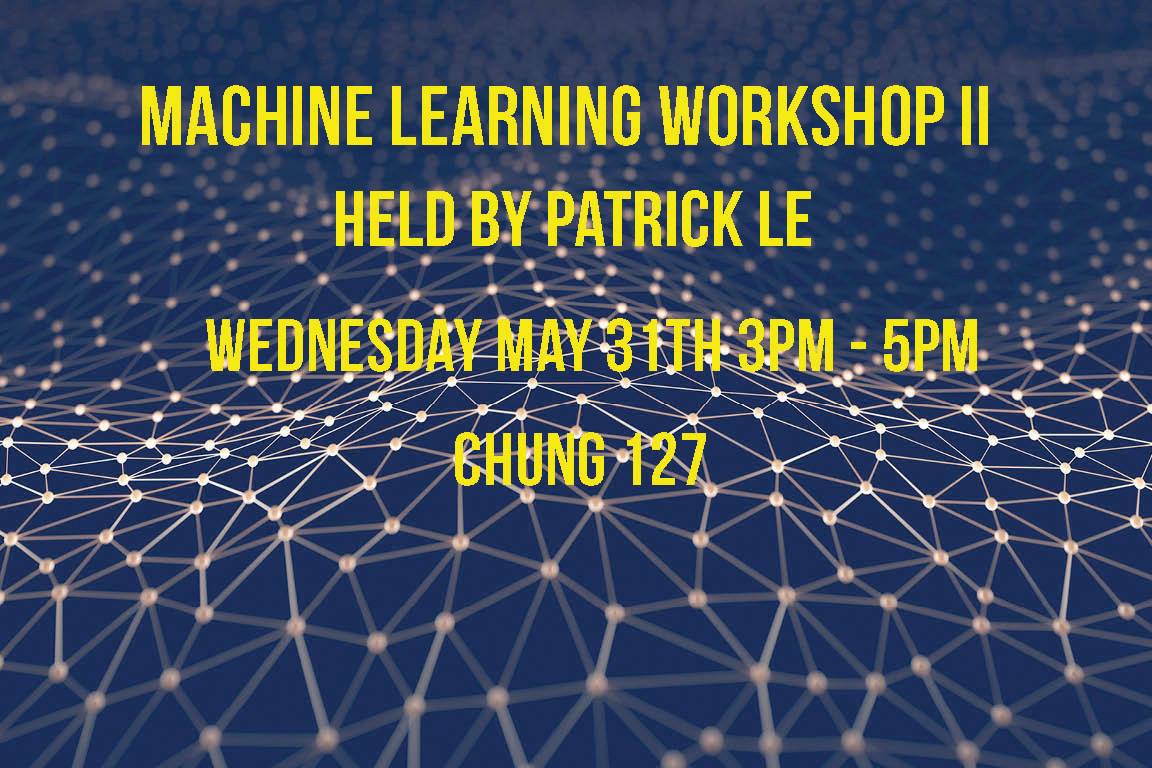 MACHINE LEARNING WORKSHOP II
HELD BY PATRICK LE
WEDNESDAY MAY 31TH 3PM - 5PM
CHUNG 127